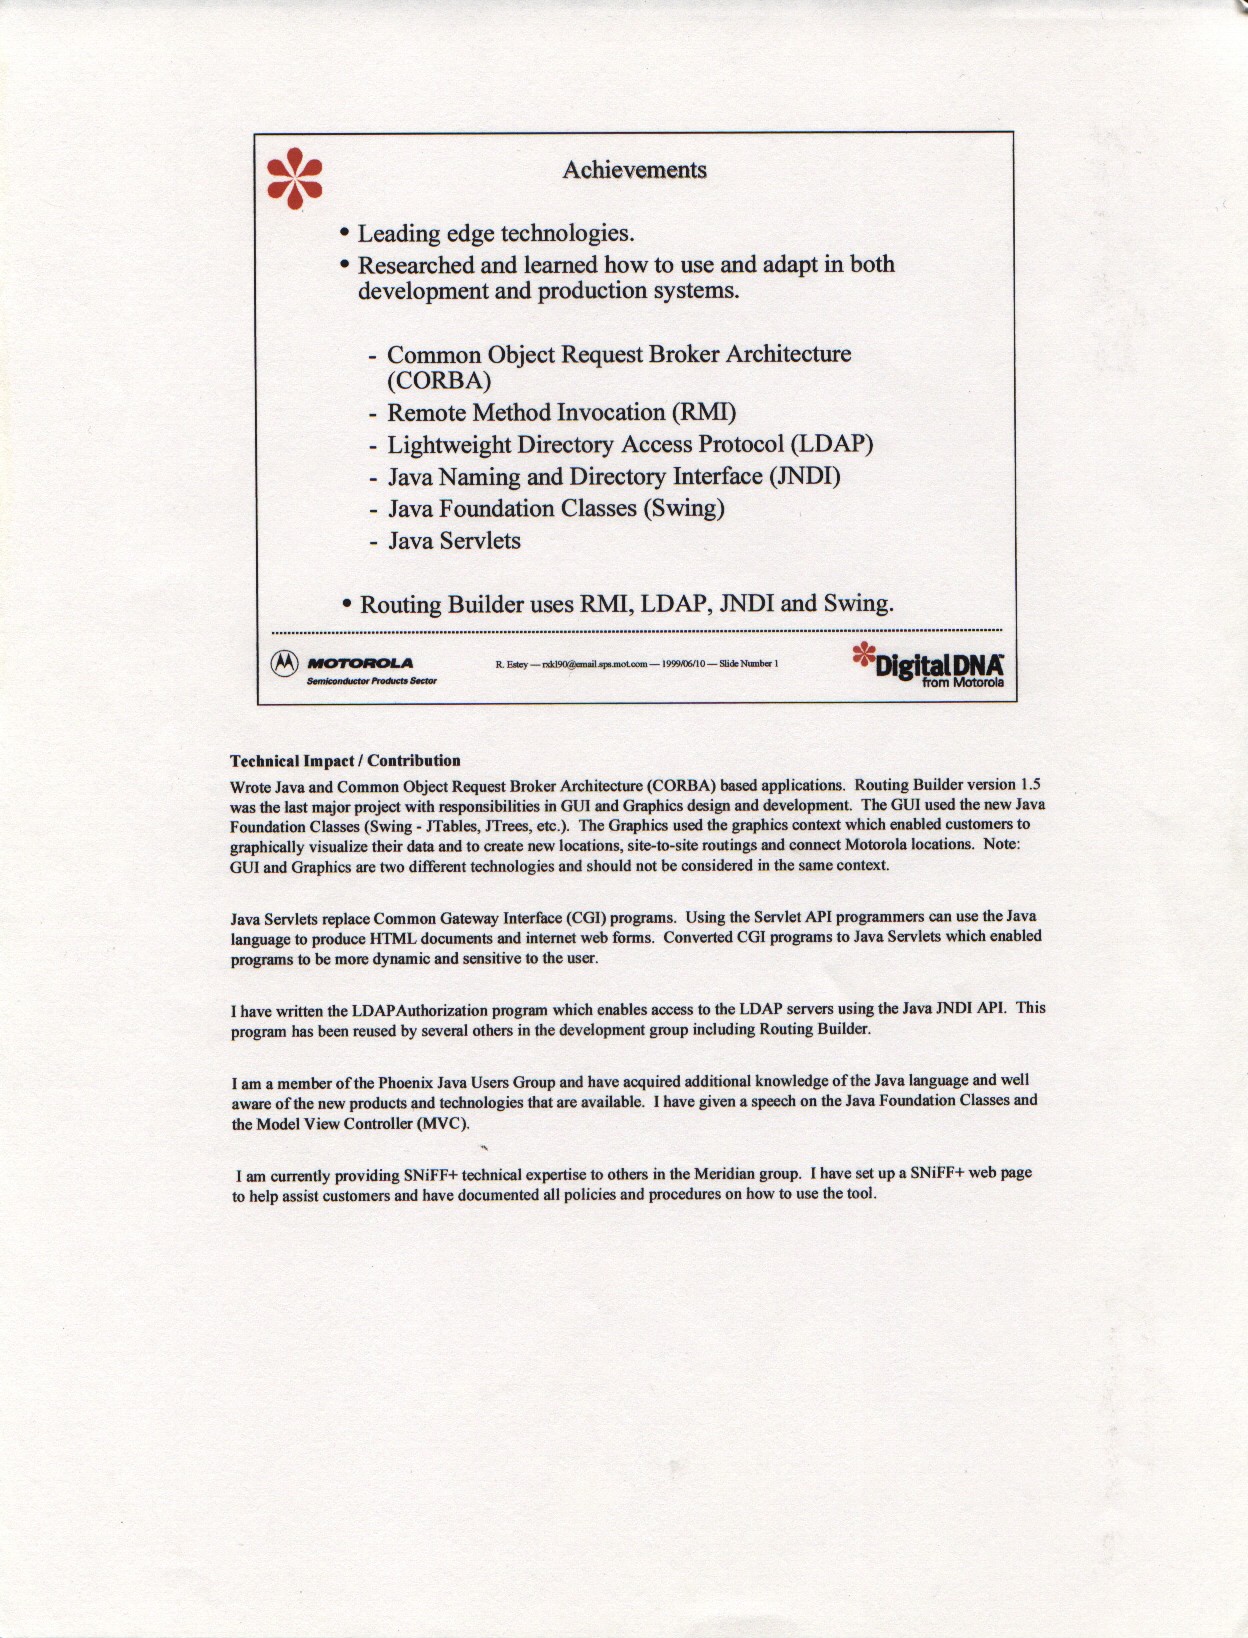 Achievements
• Leading edge technologies.
• Researched and learned how to use and adapt in both
development and production systems.
- Common Object Request Broker Architecture
(CORBA)
- Remote Method Invocation (RMI)
- Lightweight Directory Access Protocol (LDAP)
- Java Naming and Directory Interface (JNDI)
- Java Foundation Classes (Swing)
- Java Servlets
• Routing Builder uses RMI, LDAP, JNDI and Swing.
MOTOROLA
Semiconductor Products Sector
R. Estey — rxkl90@email.sps.mot.com — 1999/06/10 — Slide Number 1
DigitalDNA™
from Motorola
Technical Impact / Contribution
Wrote Java and Common Object Request Broker Architecture (CORBA) based applications. Routing Builder version 1.5
was the last major project with responsibilities in GUI and Graphics design and development. The GUI used the new Java
Foundation Classes (Swing - JTables, JTrees, etc.). The Graphics used the graphics context which enabled customers to
graphically visualize their data and to create new locations, site-to-site routings and connect Motorola locations. Note:
GUI and Graphics are two different technologies and should not be considered in the same context.
Java Servlets replace Common Gateway Interface (CGI) programs. Using the Servlet API programmers can use the Java
language to produce HTML documents and internet web forms. Converted CGI programs to Java Servlets which enabled
programs to be more dynamic and sensitive to the user.
I have written the LDAPAuthorization program which enables access to the LDAP servers using the Java JNDI API. This
program has been reused by several others in the development group including Routing Builder.
I am a member of the Phoenix Java Users Group and have acquired additional knowledge of the Java language and well
aware of the new products and technologies that are available. I have given a speech on the Java Foundation Classes and
the Model View Controller (MVC).
I am currently providing SNiFF+ technical expertise to others in the Meridian group. I have set up a SNiFF+ web page
to help assist customers and have documented all policies and procedures on how to use the tool.